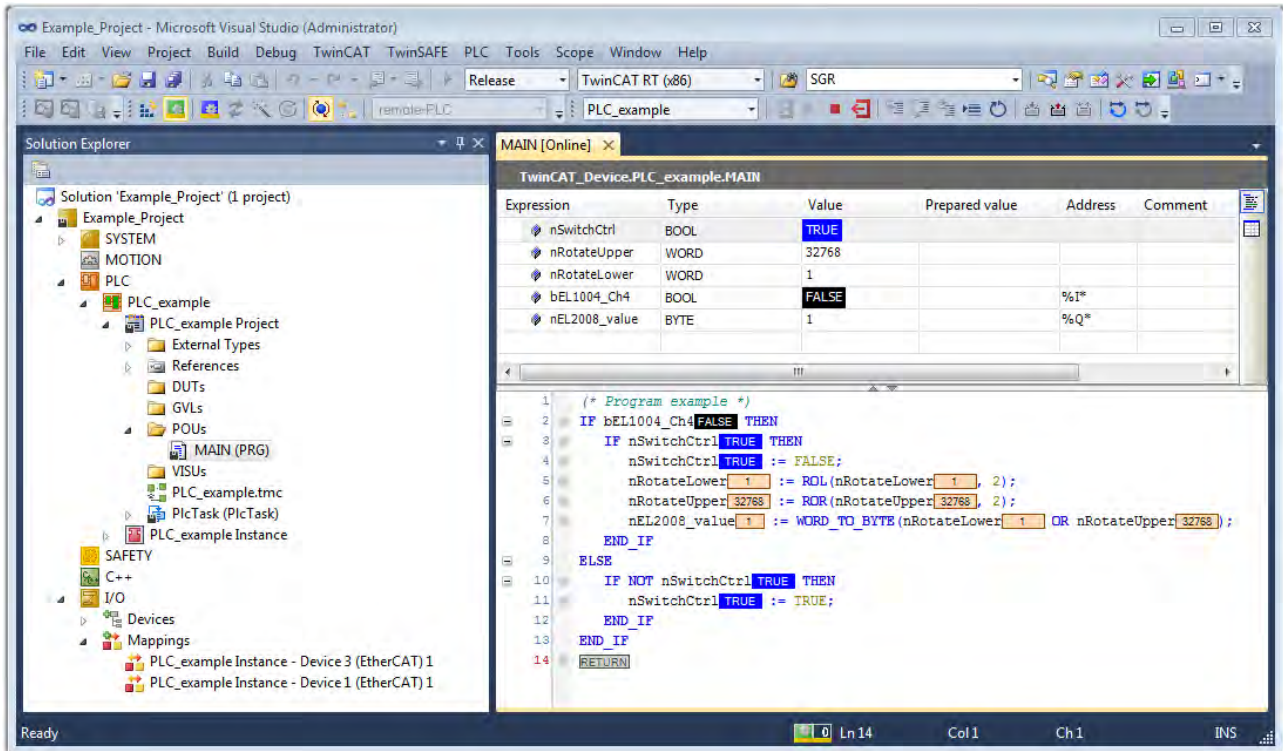 Example_Project - Microsoft Visual Studio (Administrator)
File Edit View Project Build Debug TwinCAT TwinSAFE PLC Tools Scope Window Help
Release TwinCAT RT (x86) SGR
remote-PLC PLC_example
Solution Explorer
Solution 'Example_Project' (1 project)
Example_Project
SYSTEM
MOTION
PLC
PLC_example
PLC_example Project
External Types
References
DUTs
GVLs
POUs
MAIN (PRG)
VISUs
PLC_example.tmc
PlcTask (PlcTask)
PLC_example Instance
SAFETY
C++
I/O
Devices
Mappings
PLC_example Instance - Device 3 (EtherCAT) 1
PLC_example Instance - Device 1 (EtherCAT) 1
MAIN [Online]
TwinCAT_Device.PLC_example.MAIN
Expression Type Value Prepared value Address Comment
nSwitchCtrl BOOL TRUE
nRotateUpper WORD 32768
nRotateLower WORD 1
bEL1004_Ch4 BOOL FALSE %I*
nEL2008_value BYTE 1 %Q*
1 (* Program example *)
2 IF bEL1004_Ch4 FALSE THEN
3 IF nSwitchCtrl TRUE THEN
4 nSwitchCtrl TRUE := FALSE;
5 nRotateLower 1 := ROL(nRotateLower 1 , 2);
6 nRotateUpper 32768 := ROR(nRotateUpper 32768 , 2);
7 nEL2008_value 1 := WORD_TO_BYTE(nRotateLower 1 OR nRotateUpper 32768 );
8 END_IF
9 ELSE
10 IF NOT nSwitchCtrl TRUE THEN
11 nSwitchCtrl TRUE := TRUE;
12 END_IF
13 END_IF
14 RETURN
Ready 0 Ln 14 Col 1 Ch 1 INS